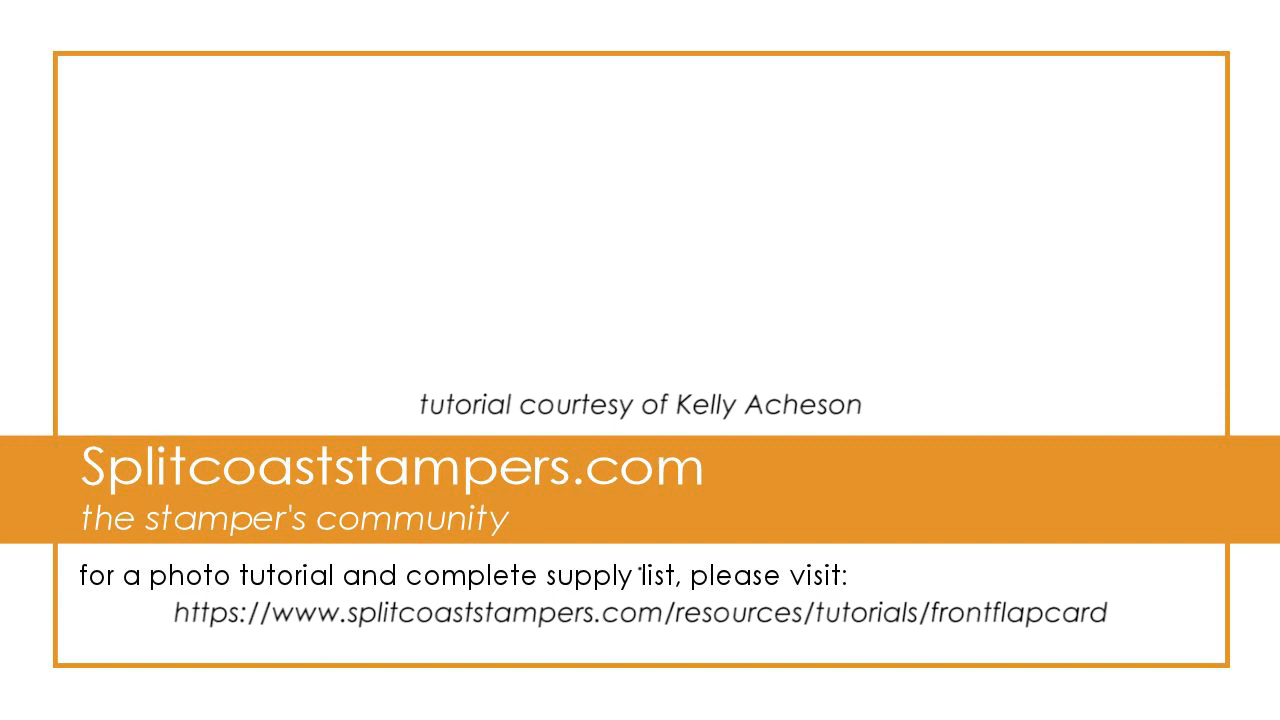 tutorial courtesy of Kelly Acheson
Splitcoaststampers.com
the stamper's community
for a photo tutorial and complete supply list, please visit:
https://www.splitcoaststampers.com/resources/tutorials/frontflapcard